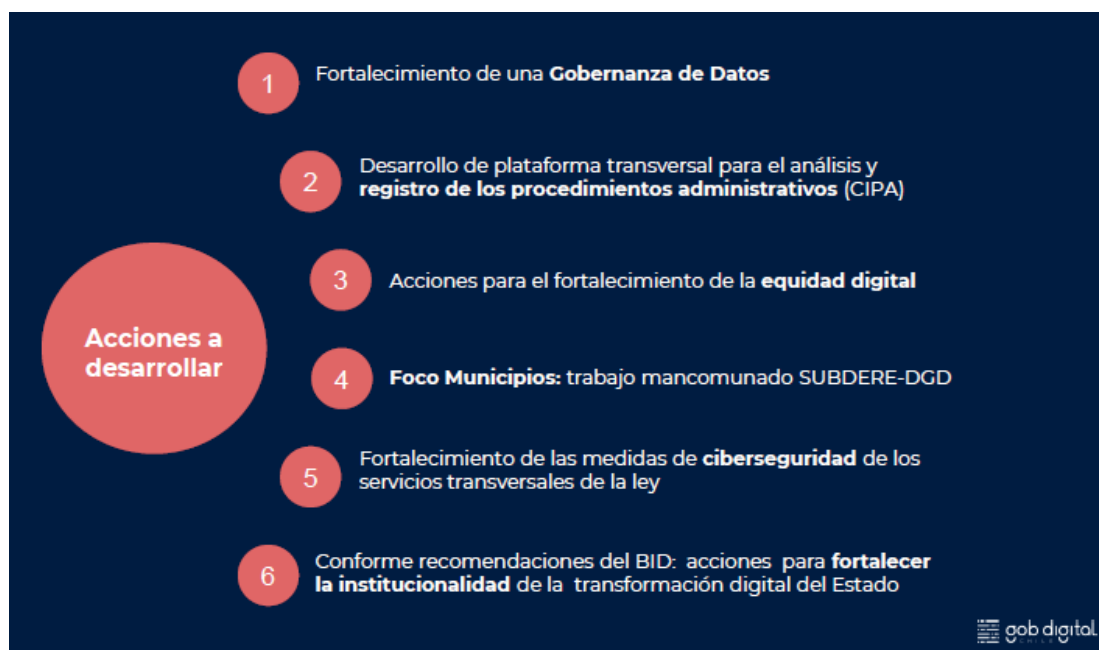 1
Fortalecimiento de una Gobernanza de Datos
2
Desarrollo de plataforma transversal para el análisis y
registro de los procedimientos administrativos (CIPA)
3
Acciones para el fortalecimiento de la equidad digital
Acciones a
desarrollar
4
Foco Municipios: trabajo mancomunado SUBDERE-DGD
5
Fortalecimiento de las medidas de ciberseguridad de los
servicios transversales de la ley
6
Conforme recomendaciones del BID: acciones para fortalecer
la institucionalidad de la transformación digital del Estado
gob digital
CHILE